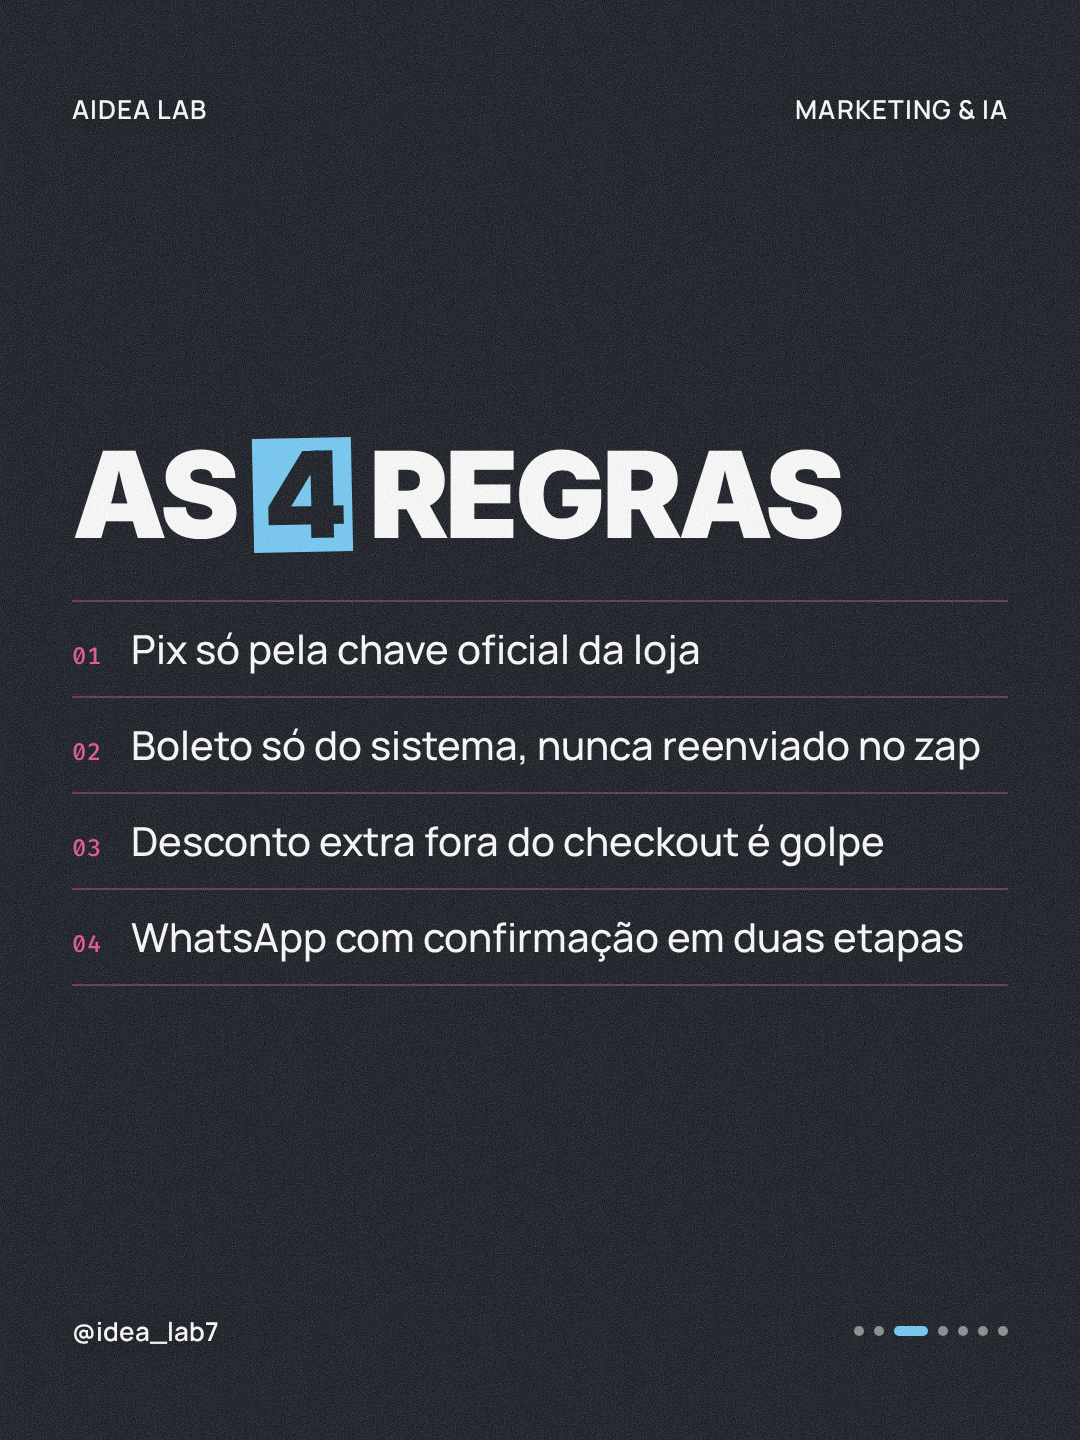 AIDEA LAB
MARKETING & IA
AS 4 REGRAS
01 Pix só pela chave oficial da loja
02 Boleto só do sistema, nunca reenviado no zap
03 Desconto extra fora do checkout é golpe
04 WhatsApp com confirmação em duas etapas
@idea_lab7